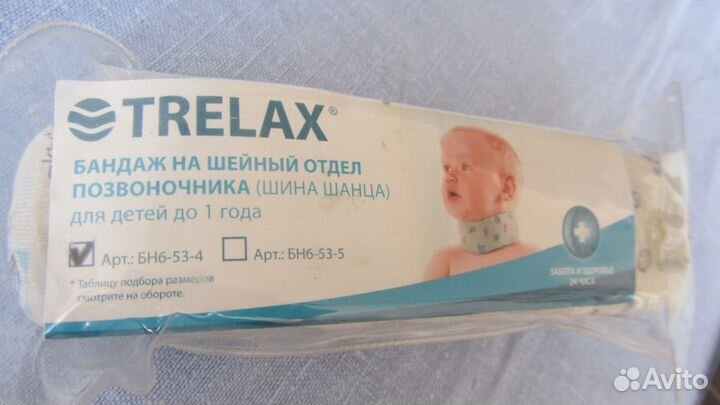 TRELAX®
БАНДАЖ НА ШЕЙНЫЙ ОТДЕЛ
ПОЗВОНОЧНИКА (ШИНА ШАНЦА)
для детей до 1 года
Арт.: БН6-53-4 Арт.: БН6-53-5
* Таблицу подбора размеров
смотрите на обороте.
ЗАБОТА И ЗДОРОВЬЕ
24 ЧАСА
Avito